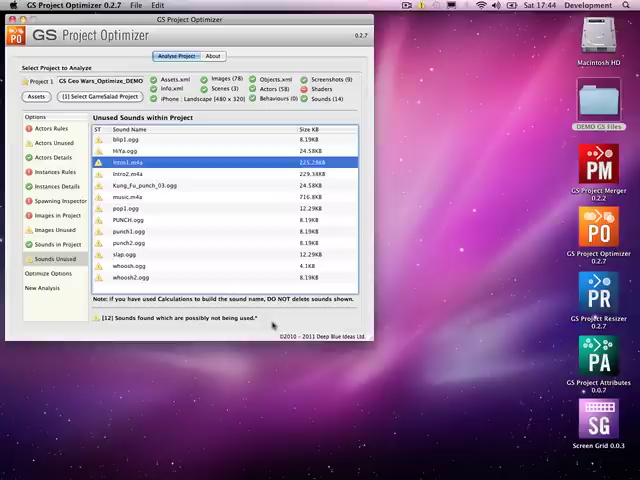 GS Project Optimizer 0.2.7 File Edit Sat 17:44 Development
GS Project Optimizer
GS Project Optimizer 0.2.7
Analyse Project About
Select Project to Analyze
Project 1 GS Geo Wars_Optimize_DEMO
Assets [1] Select GameSalad Project
Assets.xml Images (78) Objects.xml Screenshots (9)
Info.xml Scenes (3) Actors (58) Shaders
iPhone : Landscape [480 x 320] Behaviours (0) Sounds (14)
Options
Actors Rules
Actors Unused
Actors Details
Instances Rules
Instances Details
Spawning Inspector
Images in Project
Images Unused
Sounds in Project
Sounds Unused
Optimize Options
New Analysis
Unused Sounds within Project
ST Sound Name Size KB
blip1.ogg 8.19KB
HiYa.ogg 24.58KB
Intro1.m4a 225.28KB
Intro2.m4a 229.38KB
Kung_Fu_punch_03.ogg 24.58KB
music.m4a 716.8KB
pop1.ogg 12.29KB
PUNCH.ogg 8.19KB
punch1.ogg 8.19KB
punch2.ogg 8.19KB
slap.ogg 12.29KB
whoosh.ogg 4.1KB
whoosh2.ogg 8.19KB
Note: if you have used Calculations to build the sound name, DO NOT delete sounds shown.
[12] Sounds found which are possibly not being used.*
©2010 - 2011 Deep Blue Ideas Ltd.
Macintosh HD
DEMO GS Files
PM
GS Project Merger
0.2.2
PO
GS Project Optimizer
0.2.7
PR
GS Project Resizer
0.2.7
PA
GS Project Attributes
0.0.7
SG
Screen Grid 0.0.3